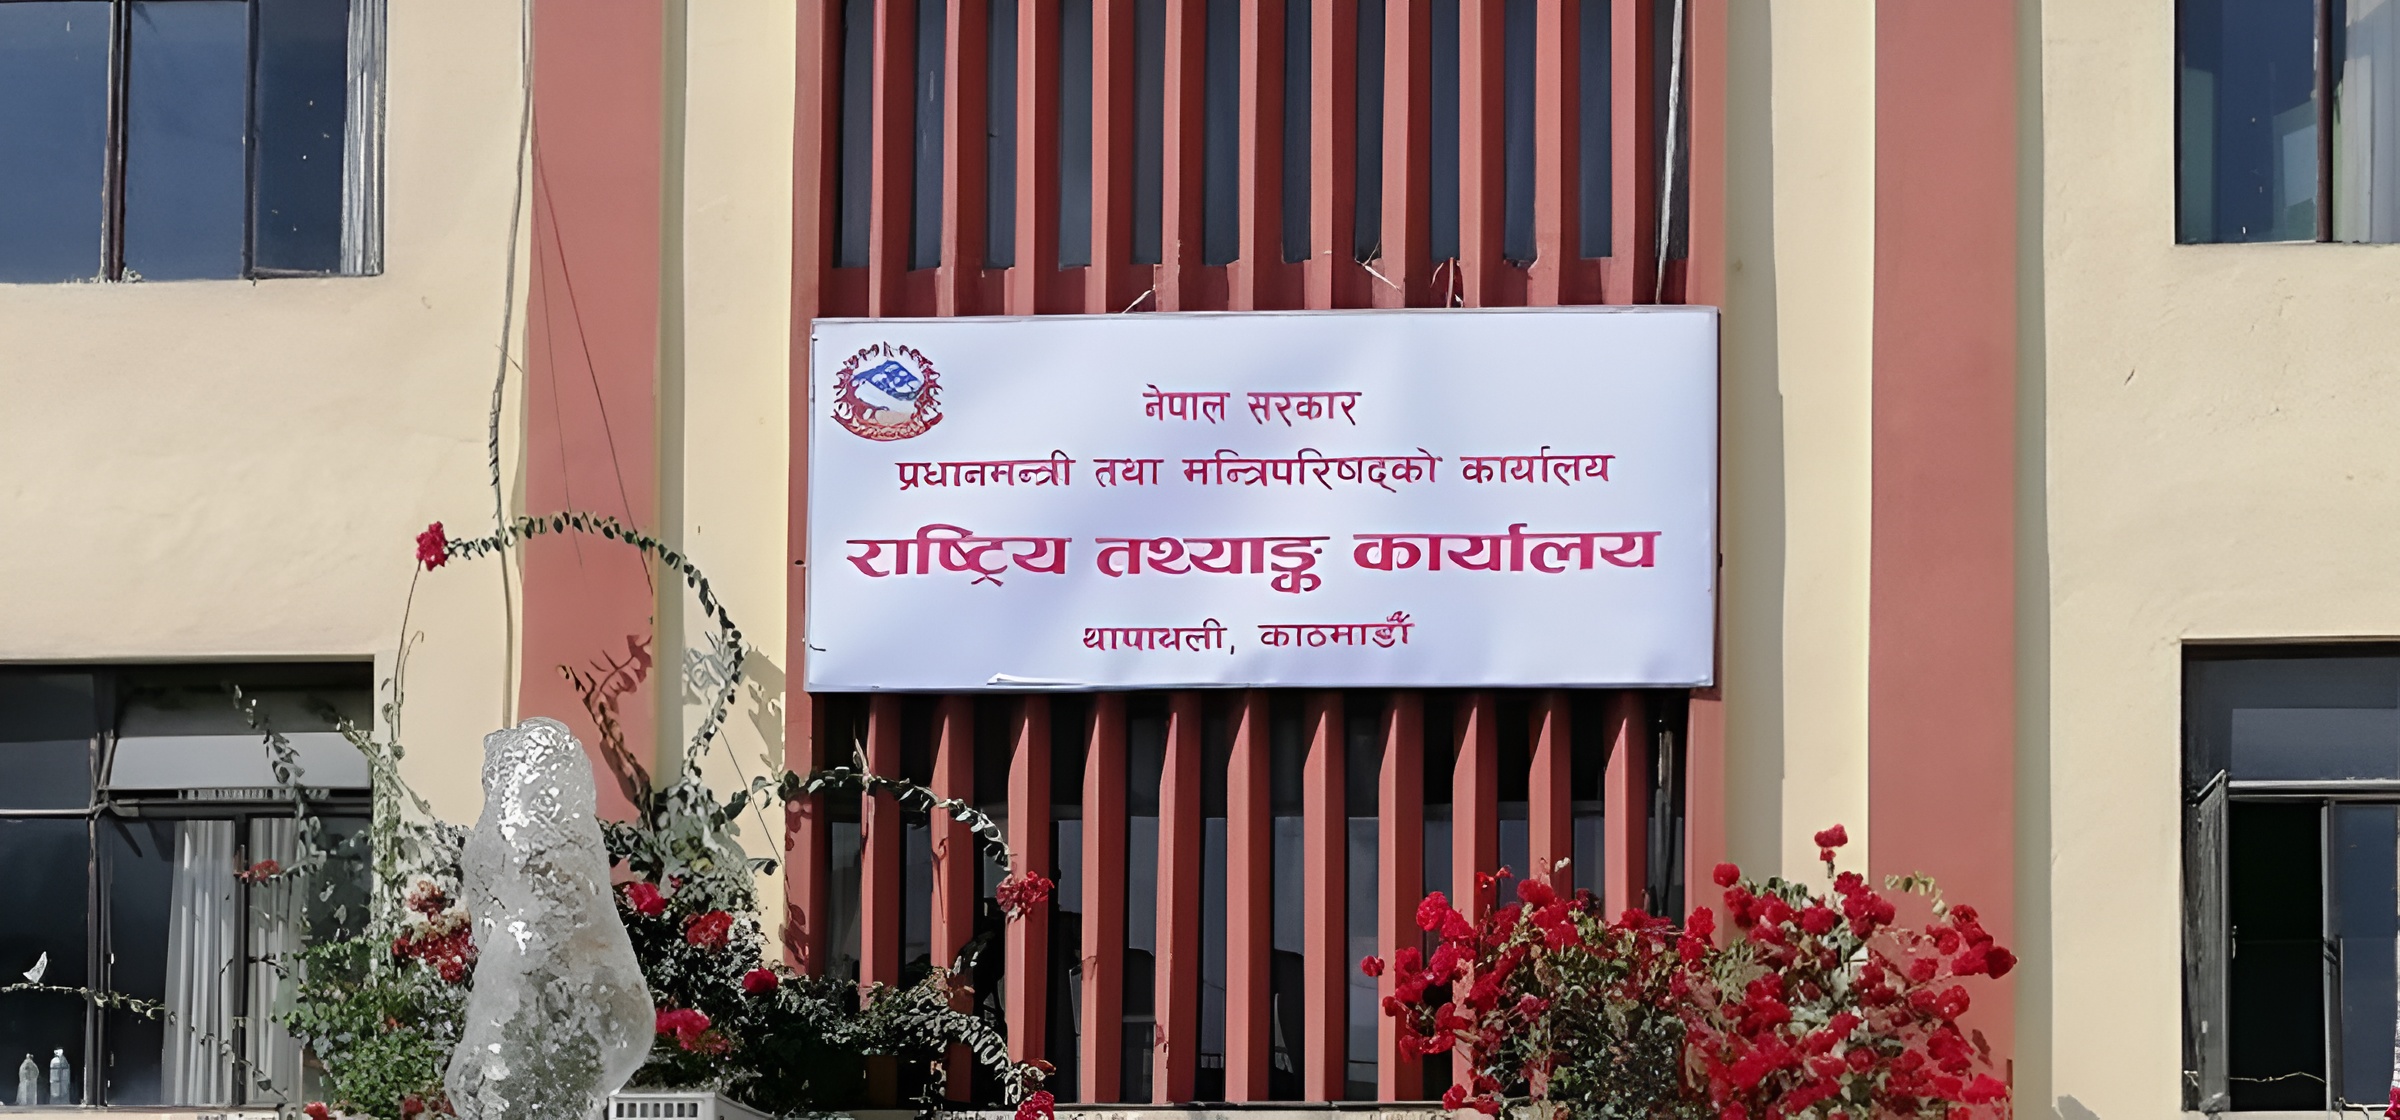 नेपाल सरकार
प्रधानमन्त्री तथा मन्त्रिपरिषद्को कार्यालय
राष्ट्रिय तथ्याङ्क कार्यालय
थापाथली, काठमाडौँ